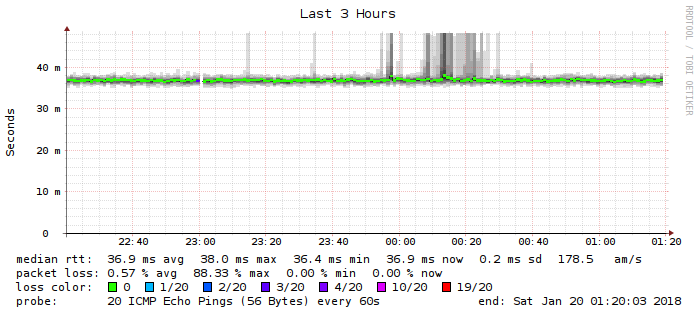 Last 3 Hours
RRDTOOL / TOBI OETIKER
Seconds
40 m
30 m
20 m
10 m
0
22:40 23:00 23:20 23:40 00:00 00:20 00:40 01:00 01:20
median rtt: 36.9 ms avg 38.0 ms max 36.4 ms min 36.9 ms now 0.2 ms sd 178.5 am/s
packet loss: 0.57 % avg 88.33 % max 0.00 % min 0.00 % now
loss color: 0 1/20 2/20 3/20 4/20 10/20 19/20
probe: 20 ICMP Echo Pings (56 Bytes) every 60s end: Sat Jan 20 01:20:03 2018